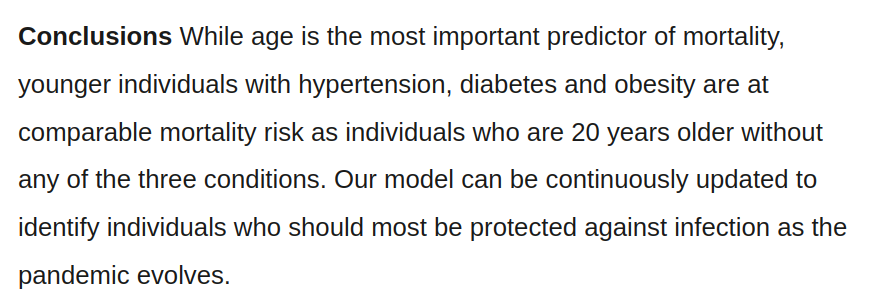 Conclusions While age is the most important predictor of mortality,
younger individuals with hypertension, diabetes and obesity are at
comparable mortality risk as individuals who are 20 years older without
any of the three conditions. Our model can be continuously updated to
identify individuals who should most be protected against infection as the
pandemic evolves.